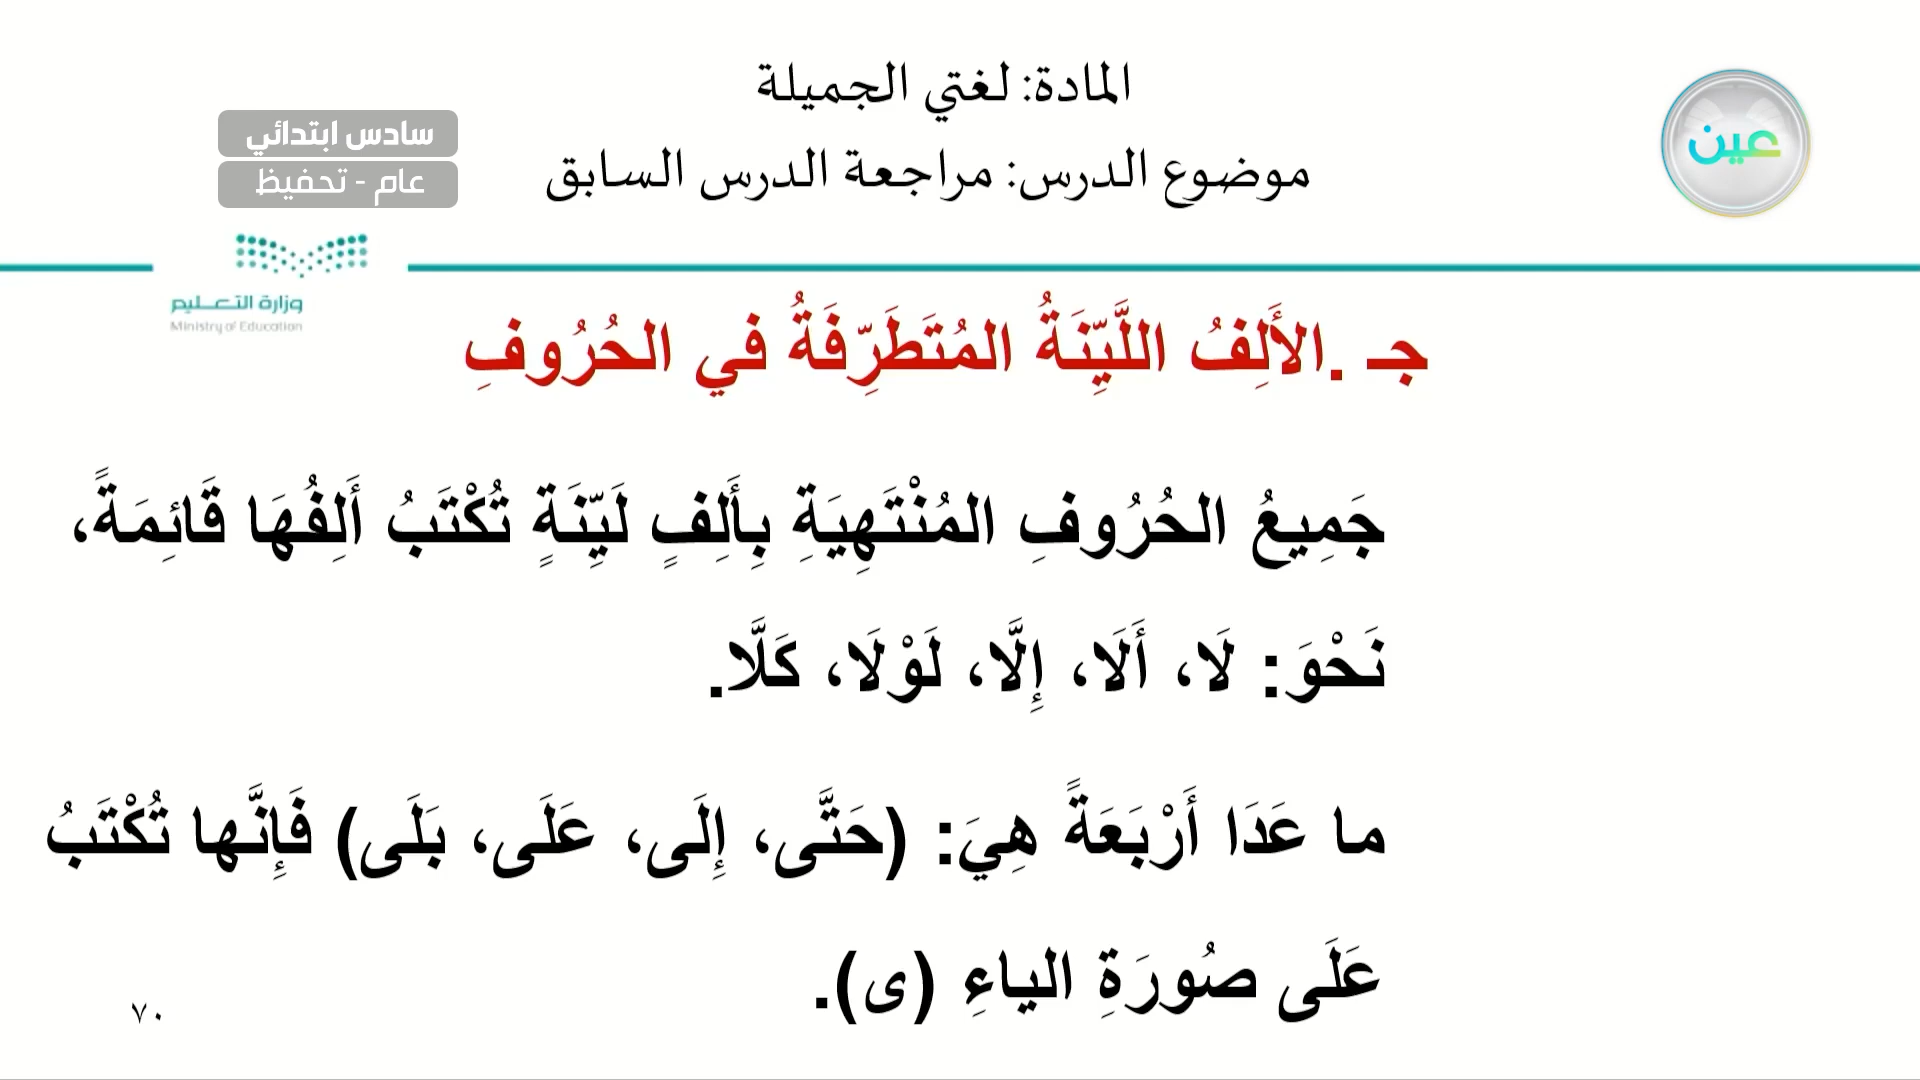 المادة: لغتي الجميلة
موضوع الدرس: مراجعة الدرس السابق
عين
سادس ابتدائي
عام - تحفيظ
وزارة التعليم
Ministry of Education
جـ .الأَلِفُ اللَّيِّنَةُ المُتَطَرِّفَةُ في الحُرُوفِ
جَمِيعُ الحُرُوفِ المُنْتَهِيَةِ بِأَلِفٍ لَيِّنَةٍ تُكْتَبُ أَلِفُهَا قَائِمَةً،
نَحْوَ: لَا، أَلَا، إِلَّا، لَوْلَا، كَلَّا.
ما عَدَا أَرْبَعَةً هِيَ: (حَتَّى، إِلَى، عَلَى، بَلَى) فَإِنَّها تُكْتَبُ
عَلَى صُورَةِ الياءِ (ى).
٧٠